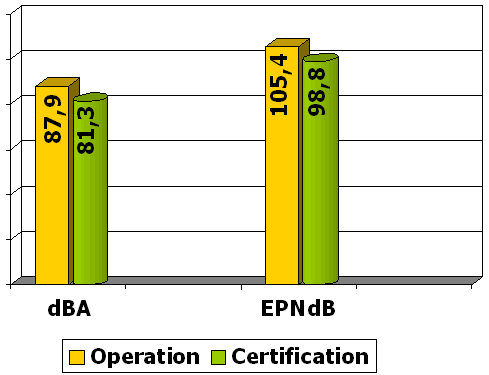 87,9
81,3
105,4
98,8
dBA
EPNdB
Operation
Certification